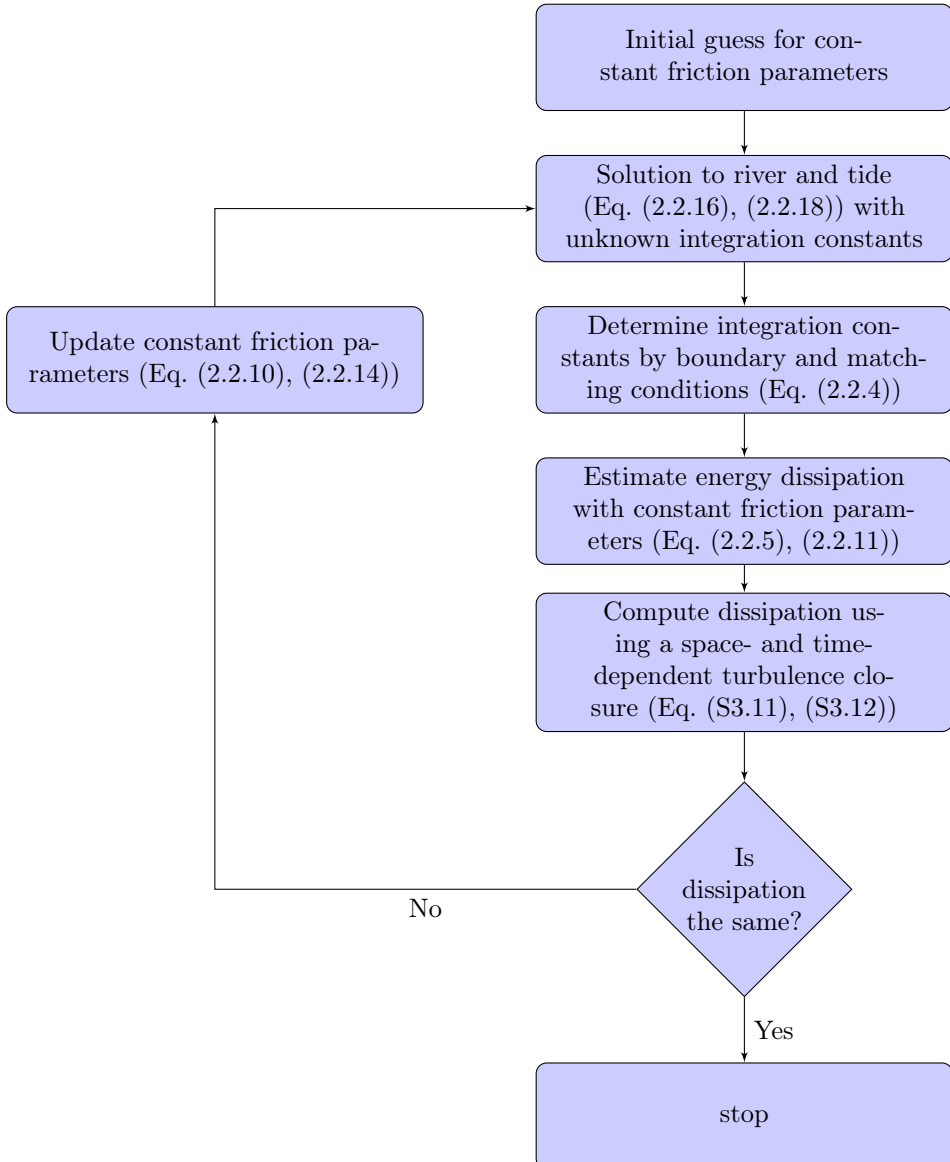 Initial guess for con-
stant friction parameters
Solution to river and tide
(Eq. (2.2.16), (2.2.18)) with
unknown integration constants
Update constant friction pa-
rameters (Eq. (2.2.10), (2.2.14))
Determine integration con-
stants by boundary and match-
ing conditions (Eq. (2.2.4))
Estimate energy dissipation
with constant friction param-
eters (Eq. (2.2.5), (2.2.11))
Compute dissipation us-
ing a space- and time-
dependent turbulence clo-
sure (Eq. (S3.11), (S3.12))
Is
dissipation
the same?
No
Yes
stop